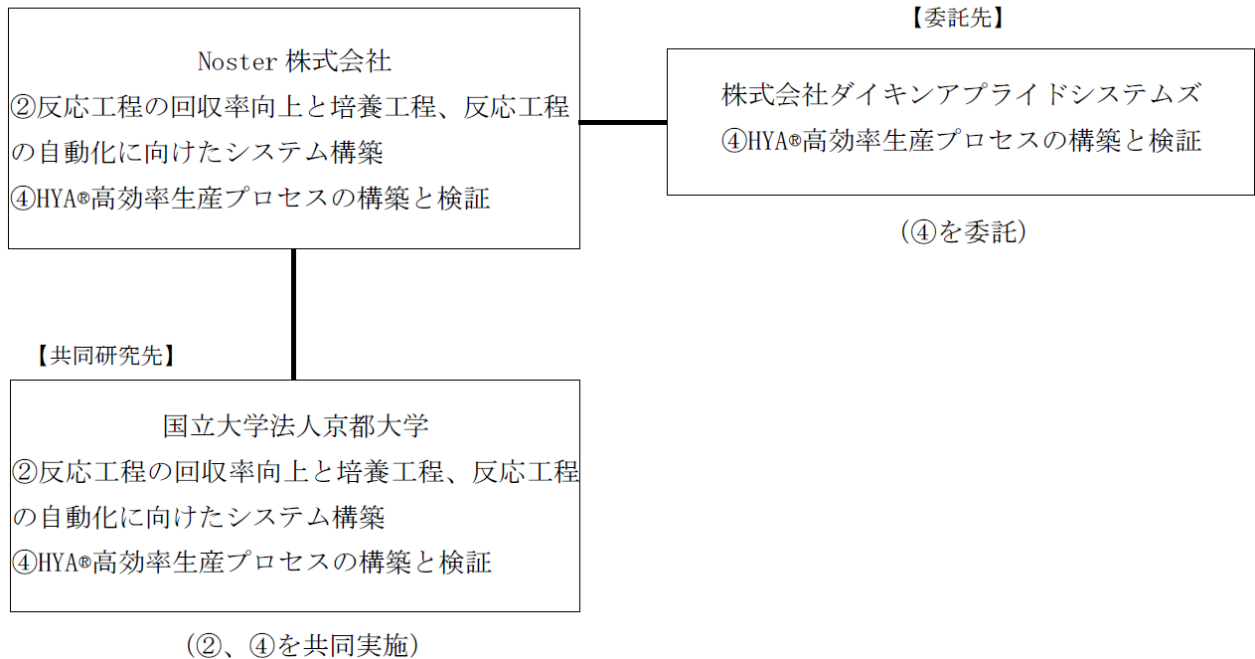 Noster 株式会社
②反応工程の回収率向上と培養工程、反応工程
の自動化に向けたシステム構築
④HYA®高効率生産プロセスの構築と検証
【委託先】
株式会社ダイキンアプライドシステムズ
④HYA®高効率生産プロセスの構築と検証
(④を委託)
【共同研究先】
国立大学法人京都大学
②反応工程の回収率向上と培養工程、反応工程
の自動化に向けたシステム構築
④HYA®高効率生産プロセスの構築と検証
(②、④を共同実施)